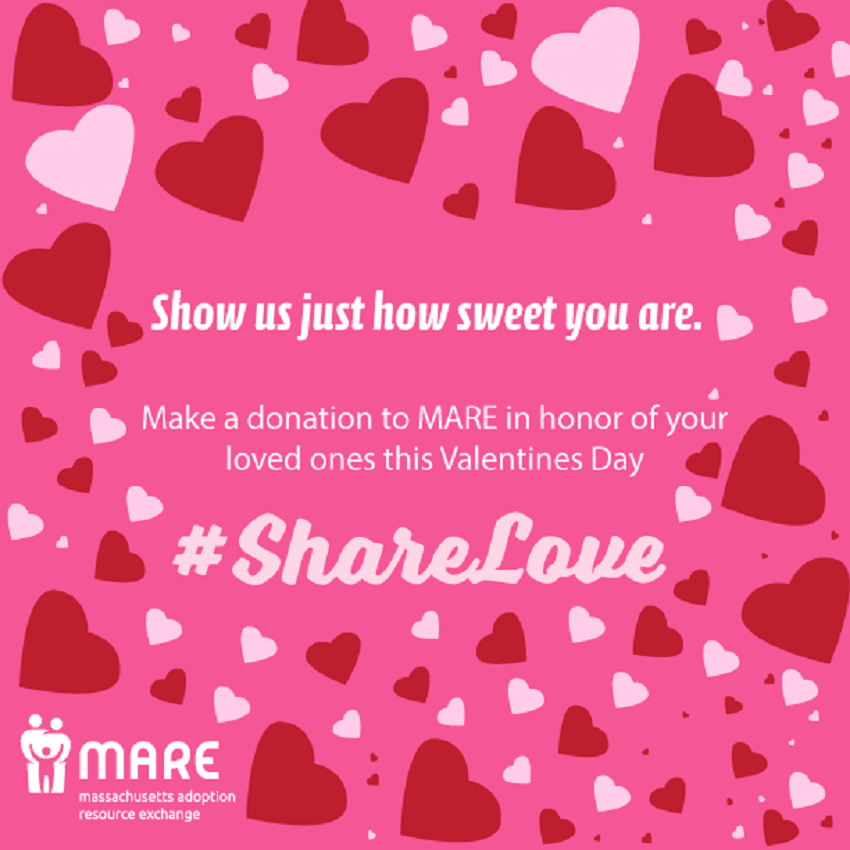 Show us just how sweet you are.
Make a donation to MARE in honor of your
loved ones this Valentines Day
#ShareLove
MARE
massachusetts adoption
resource exchange